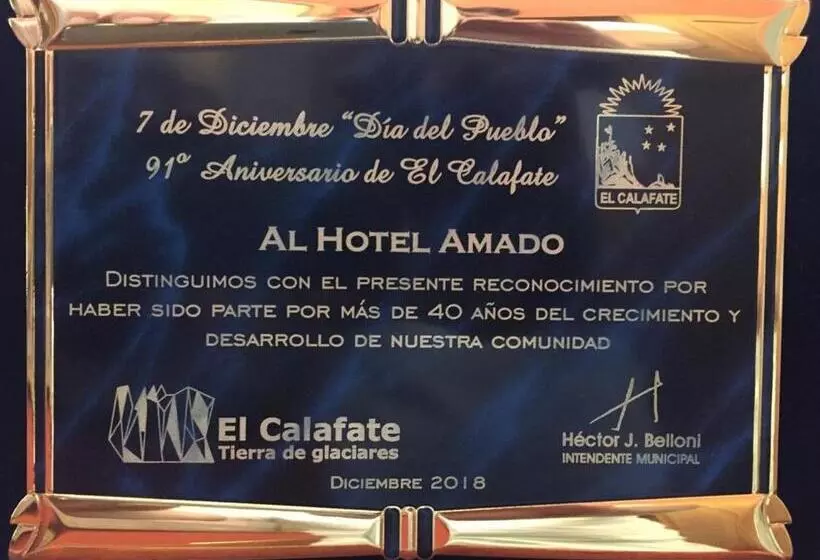 7 de Diciembre "Día del Pueblo"
91º Aniversario de El Calafate
EL CALAFATE
AL HOTEL AMADO
DISTINGUIMOS CON EL PRESENTE RECONOCIMIENTO POR
HABER SIDO PARTE POR MÁS DE 40 AÑOS DEL CRECIMIENTO Y
DESARROLLO DE NUESTRA COMUNIDAD
El Calafate
Tierra de glaciares
Héctor J. Belloni
INTENDENTE MUNICIPAL
DICIEMBRE 2018